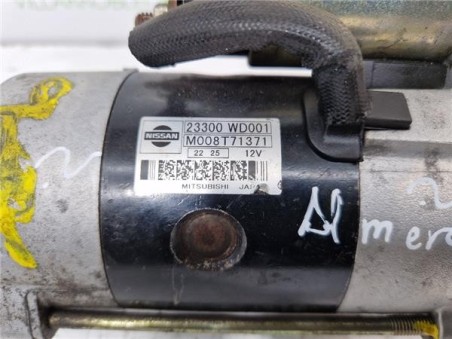 NISSAN
23300 WD001
M008T71371
22 25 12V
MITSUBISHI JAPAN
Almera